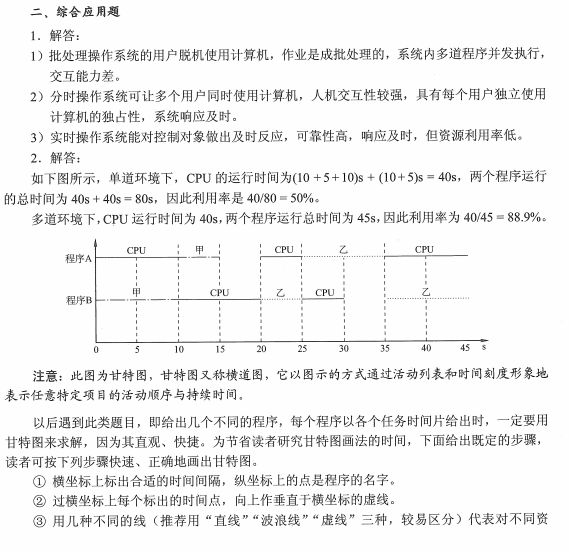 二、综合应用题
1．解答：
1）批处理操作系统的用户脱机使用计算机，作业是成批处理的，系统内多道程序并发执行，
交互能力差。
2）分时操作系统可让多个用户同时使用计算机，人机交互性较强，具有每个用户独立使用
计算机的独占性，系统响应及时。
3）实时操作系统能对控制对象做出及时反应，可靠性高，响应及时，但资源利用率低。
2．解答：
如下图所示，单道环境下，CPU 的运行时间为(10 +5+10)s + (10+5)s = 40s，两个程序运行
的总时间为 40s + 40s = 80s，因此利用率是 40/80 = 50%。
多道环境下，CPU 运行时间为 40s，两个程序运行总时间为 45s，因此利用率为 40/45 = 88.9%。
程序A CPU 甲 CPU 乙 CPU
程序B 甲 CPU 乙 CPU 乙
0 5 10 15 20 25 30 35 40 45 s
注意：此图为甘特图，甘特图又称横道图，它以图示的方式通过活动列表和时间刻度形象地
表示任意特定项目的活动顺序与持续时间。
以后遇到此类题目，即给出几个不同的程序，每个程序以各个任务时间片给出时，一定要用
甘特图来求解，因为其直观、快捷。为节省读者研究甘特图画法的时间，下面给出既定的步骤，
读者可按下列步骤快速、正确地画出甘特图。
① 横坐标上标出合适的时间间隔，纵坐标上的点是程序的名字。
② 过横坐标上每个标出的时间点，向上作垂直于横坐标的虚线。
③ 用几种不同的线（推荐用“直线”“波浪线”“虚线”三种，较易区分）代表对不同资